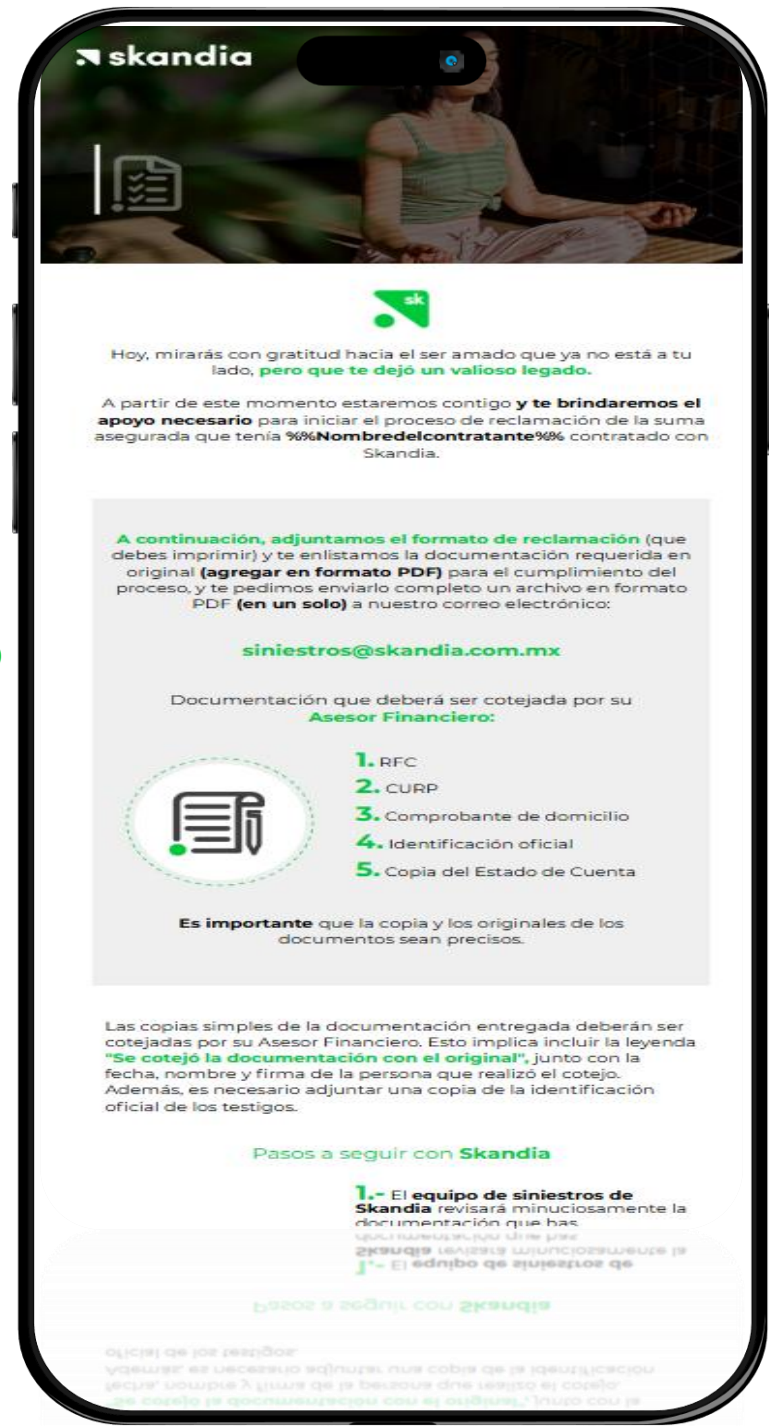 skandia
sk
Hoy, mirarás con gratitud hacia el ser amado que ya no está a tu
lado, pero que te dejó un valioso legado.
A partir de este momento estaremos contigo y te brindaremos el
apoyo necesario para iniciar el proceso de reclamación de la suma
asegurada que tenía %%Nombredelcontratante%% contratado con
Skandia.
A continuación, adjuntamos el formato de reclamación (que
debes imprimir) y te enlistamos la documentación requerida en
original (agregar en formato PDF) para el cumplimiento del
proceso, y te pedimos enviarlo completo un archivo en formato
PDF (en un solo) a nuestro correo electrónico:
siniestros@skandia.com.mx
Documentación que deberá ser cotejada por su
Asesor Financiero:
1. RFC
2. CURP
3. Comprobante de domicilio
4. Identificación oficial
5. Copia del Estado de Cuenta
Es importante que la copia y los originales de los
documentos sean precisos.
Las copias simples de la documentación entregada deberán ser
cotejadas por su Asesor Financiero. Esto implica incluir la leyenda
"Se cotejó la documentación con el original", junto con la
fecha, nombre y firma de la persona que realizó el cotejo.
Además, es necesario adjuntar una copia de la identificación
oficial de los testigos.
Pasos a seguir con Skandia
1.- El equipo de siniestros de
Skandia revisará minuciosamente la
documentación que has